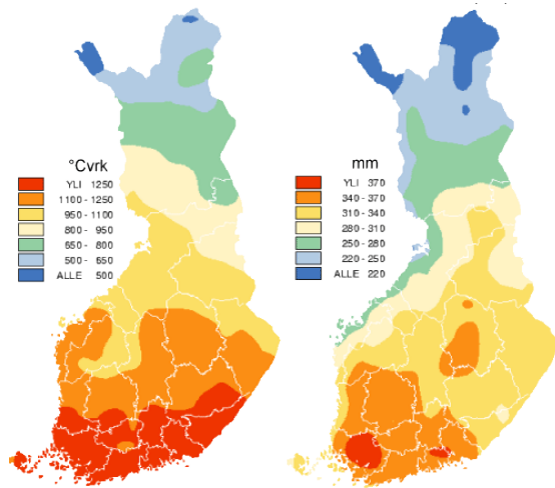 °Cvrk
YLI 1250
1100 - 1250
950 - 1100
800 - 950
650 - 800
500 - 650
ALLE 500
mm
YLI 370
340 - 370
310 - 340
280 - 310
250 - 280
220 - 250
ALLE 220